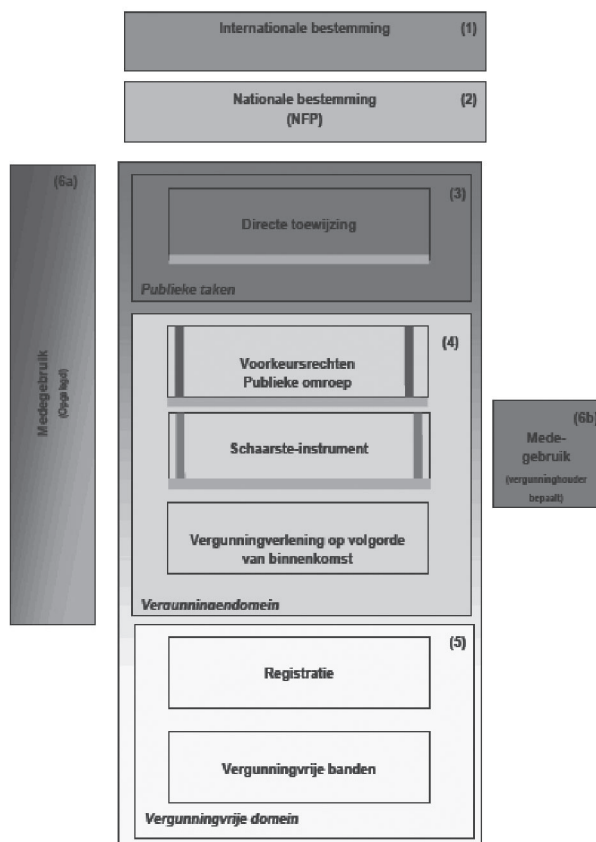 Internationale bestemming (1)
Nationale bestemming (2)
(NFP)
(6a)
Medegebruik
(Opgelegd)
(3)
Directe toewijzing
Publieke taken
(4)
Voorkeursrechten
Publieke omroep
Schaarste-instrument
Vergunningverlening op volgorde
van binnenkomst
Vergunningendomein
(6b)
Mede-
gebruik
(vergunninghouder
bepaalt)
(5)
Registratie
Vergunningvrije banden
Vergunningvrije domein